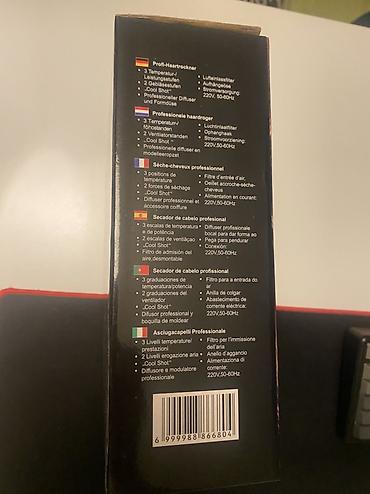 Profi-Haartrockner
• 3 Temperatur-/
Leistungsstufen
• 2 Gebläsestufen
• „Cool Shot"
• Professioneller Diffuser
und Formdüse
• Lufteinlassfilter
• Aufhängeöse
• Stromversorgung:
220V, 50-60Hz
Professionele haardroger
• 3 Temperatuur-/
föhnstanden
• 2 Ventilatorstanden
• „Cool Shot "
• Professionele diffuser en
modelleeropzet
• Luchtinlaatfilter
• Ophanghaak
• Stroomvoorziening:
220V,50-60Hz
Sèche-cheveux professionnel
• 3 positions de
température
• 2 forces de séchage
• „Cool Shot"
• Diffuser professionnel et
accessoire coiffure
• Filtre d'entrée d'air,
• Oeillet accroche-sèche-
cheveux
• Alimentation en courant:
220V,50-60Hz
Secador de cabelo profesional
• 3 escalas de temperatura
e de potência
• 2 escalas de ventilaçao
• „Cool Shot"
• Filtro de admissión del
aire,desmontable
• Diffuser profisionale
bocal para dar forma ao
• Pega para pendurar
• Conexión:
220V,50-60Hz
Secador de cabelo profissional
• 3 graduaciones de
temperatura/potencia
• 2 graduaciones del
ventilador
• „Cool Shot"
• Difusor professional y
boquilla de moldear
• Filtro para a entrada do
ar
• Anilla de colgar
• Abastecimento de
corrente eléctrica:
220V,50-60Hz
Asciugacapelli Professionale
• 3 Livelli temperature/
prestazioni
• 2 Livelli erogazione aria
• „Cool Shot"
• Diffusore e modulatore
professionale
• Filtro per l'immissione
dell'aria
• Anello d'aggancio
• Alimentazione di
corrente:
220V,50-60Hz
6 999988 866804